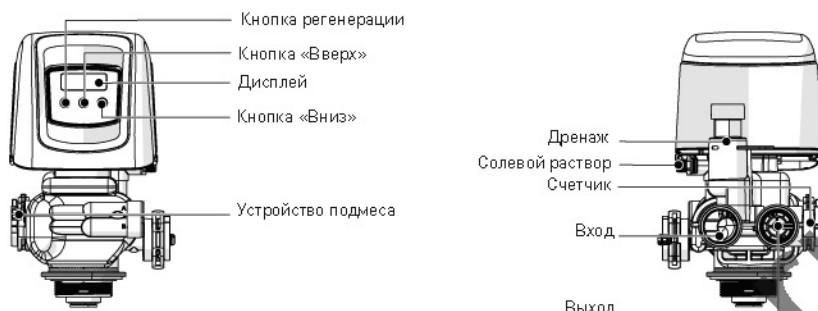 Кнопка регенерации
Кнопка «Вверх»
Дисплей
Кнопка «Вниз»
Устройство подмеса
Дренаж
Солевой раствор
Счетчик
Вход
Выход